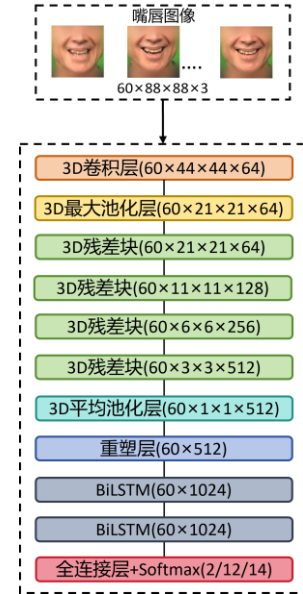 嘴唇图像
....
60×88×88×3
3D卷积层(60×44×44×64)
3D最大池化层(60×21×21×64)
3D残差块(60×21×21×64)
3D残差块(60×11×11×128)
3D残差块(60×6×6×256)
3D残差块(60×3×3×512)
3D平均池化层(60×1×1×512)
重塑层(60×512)
BiLSTM(60×1024)
BiLSTM(60×1024)
全连接层+Softmax(2/12/14)